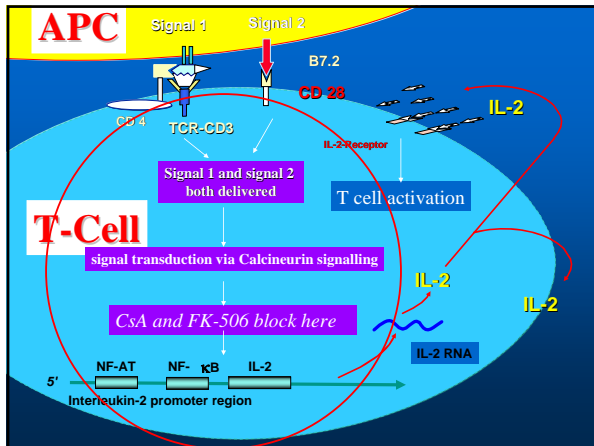 APC
Signal 1
Signal 2
B7.2
CD 28
CD 4
TCR-CD3
IL-2-Receptor
IL-2
Signal 1 and signal 2
both delivered
T cell activation
T-Cell
signal transduction via Calcineurin signalling
IL-2
IL-2
CsA and FK-506 block here
IL-2 RNA
NF-AT
NF-κB
IL-2
5'
Interleukin-2 promoter region